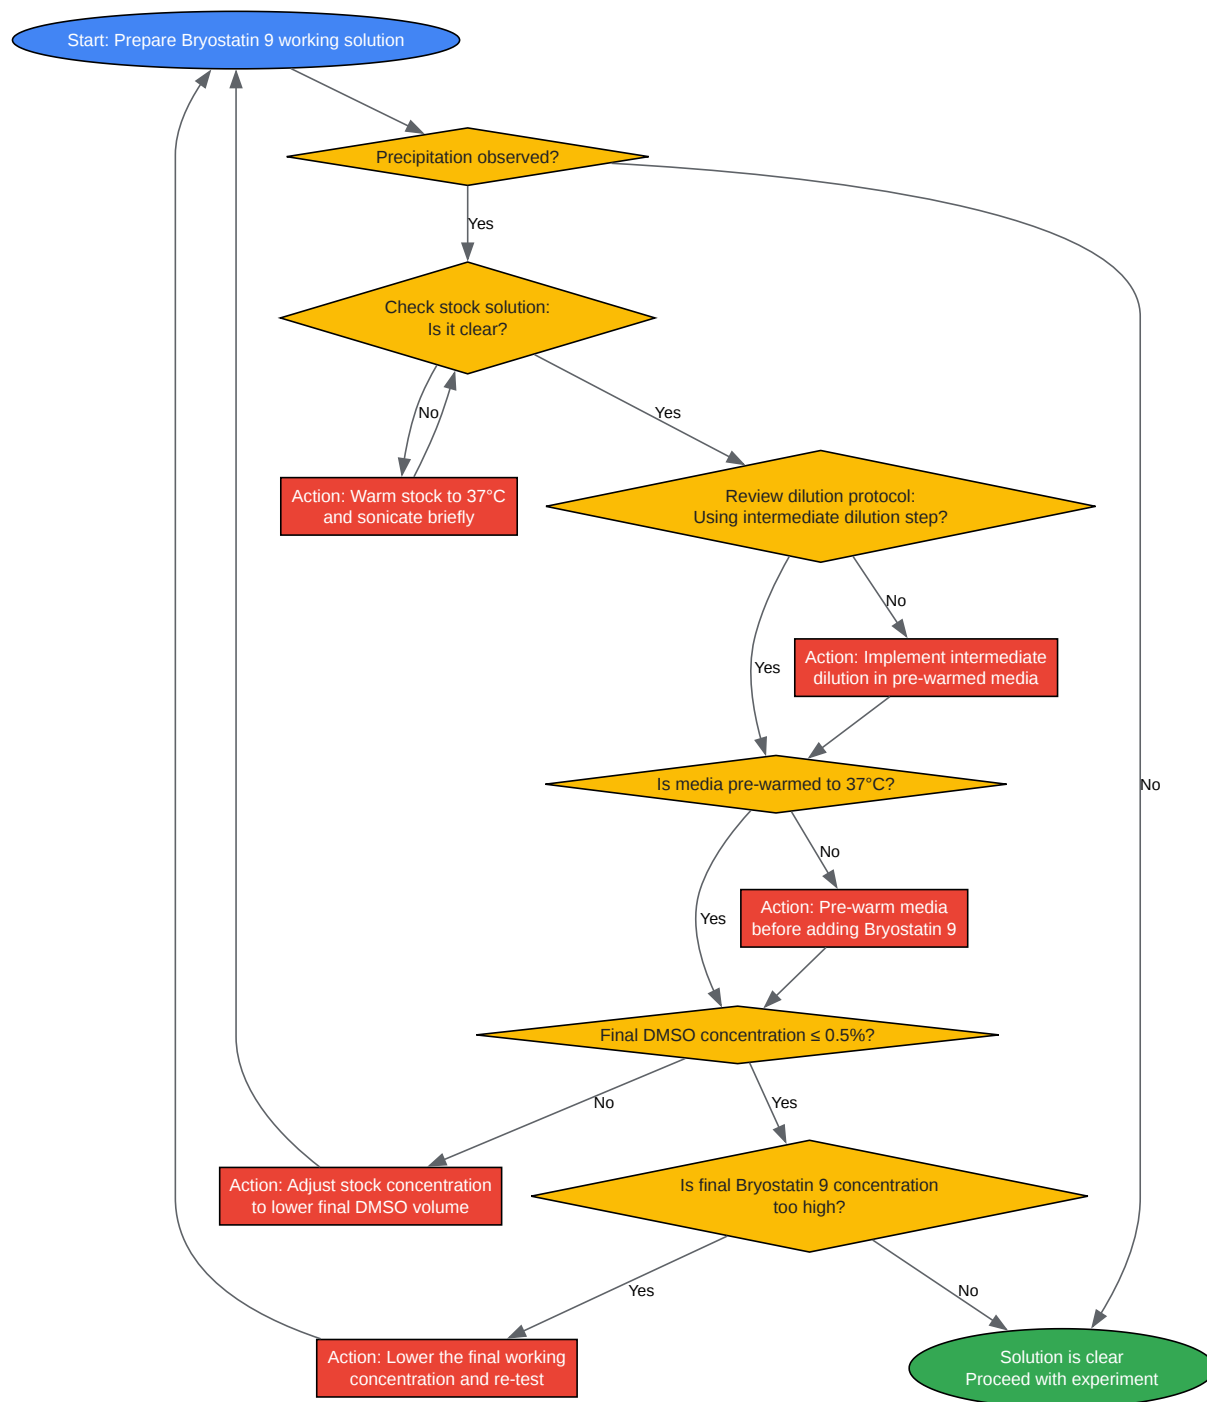 Start: Prepare Bryostatin 9 working solution
Precipitation observed?
Yes
Check stock solution:
Is it clear?
No
Yes
Action: Warm stock to 37°C
and sonicate briefly
Review dilution protocol:
Using intermediate dilution step?
No
Yes
Action: Implement intermediate
dilution in pre-warmed media
Is media pre-warmed to 37°C?
No
No
Yes
Action: Pre-warm media
before adding Bryostatin 9
Final DMSO concentration ≤ 0.5%?
No
Yes
Action: Adjust stock concentration
to lower final DMSO volume
Is final Bryostatin 9 concentration
too high?
Yes
No
Action: Lower the final working
concentration and re-test
Solution is clear
Proceed with experiment